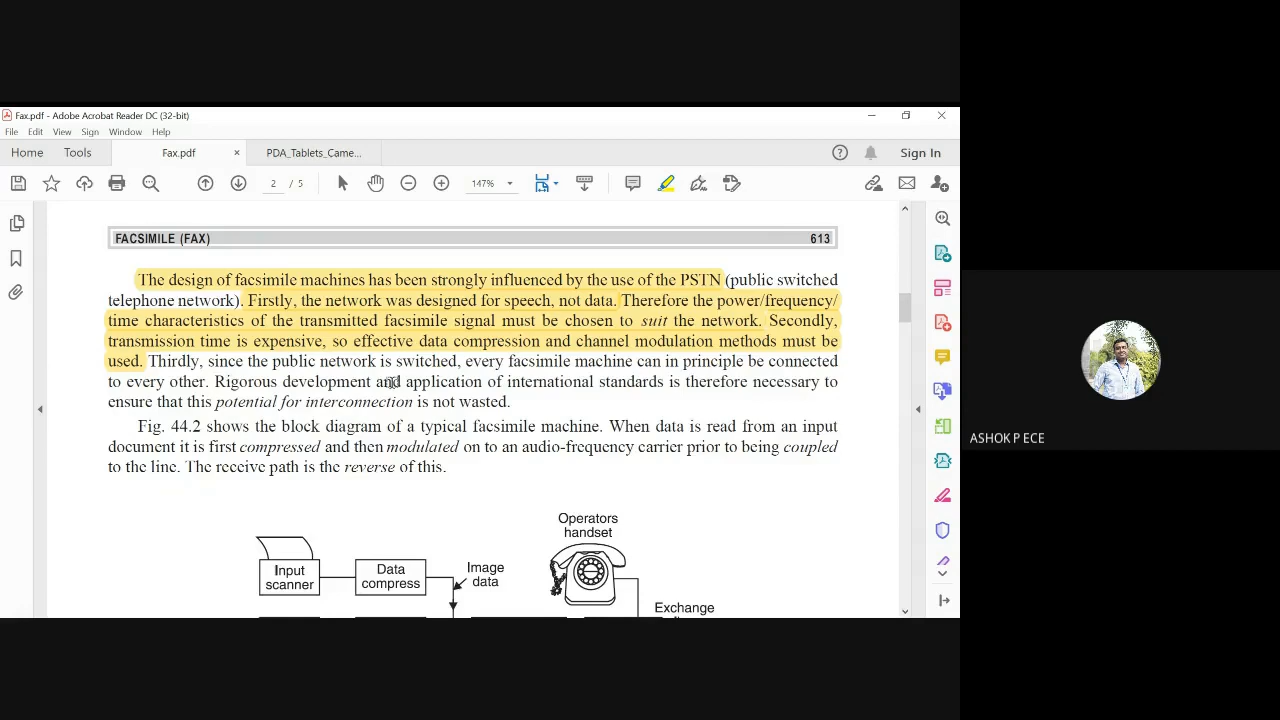 Fax.pdf - Adobe Acrobat Reader DC (32-bit)
File Edit View Sign Window Help
Home Tools Fax.pdf × PDA_Tablets_Came... ? Sign In
2 / 5 147%
FACSIMILE (FAX) 613
The design of facsimile machines has been strongly influenced by the use of the PSTN (public switched
telephone network). Firstly, the network was designed for speech, not data. Therefore the power/frequency/
time characteristics of the transmitted facsimile signal must be chosen to suit the network. Secondly,
transmission time is expensive, so effective data compression and channel modulation methods must be
used. Thirdly, since the public network is switched, every facsimile machine can in principle be connected
to every other. Rigorous development and application of international standards is therefore necessary to
ensure that this potential for interconnection is not wasted.
Fig. 44.2 shows the block diagram of a typical facsimile machine. When data is read from an input
document it is first compressed and then modulated on to an audio-frequency carrier prior to being coupled
to the line. The receive path is the reverse of this.
Operators
handset
Input
scanner
Data
compress
Image
data
Exchange
ASHOK P ECE